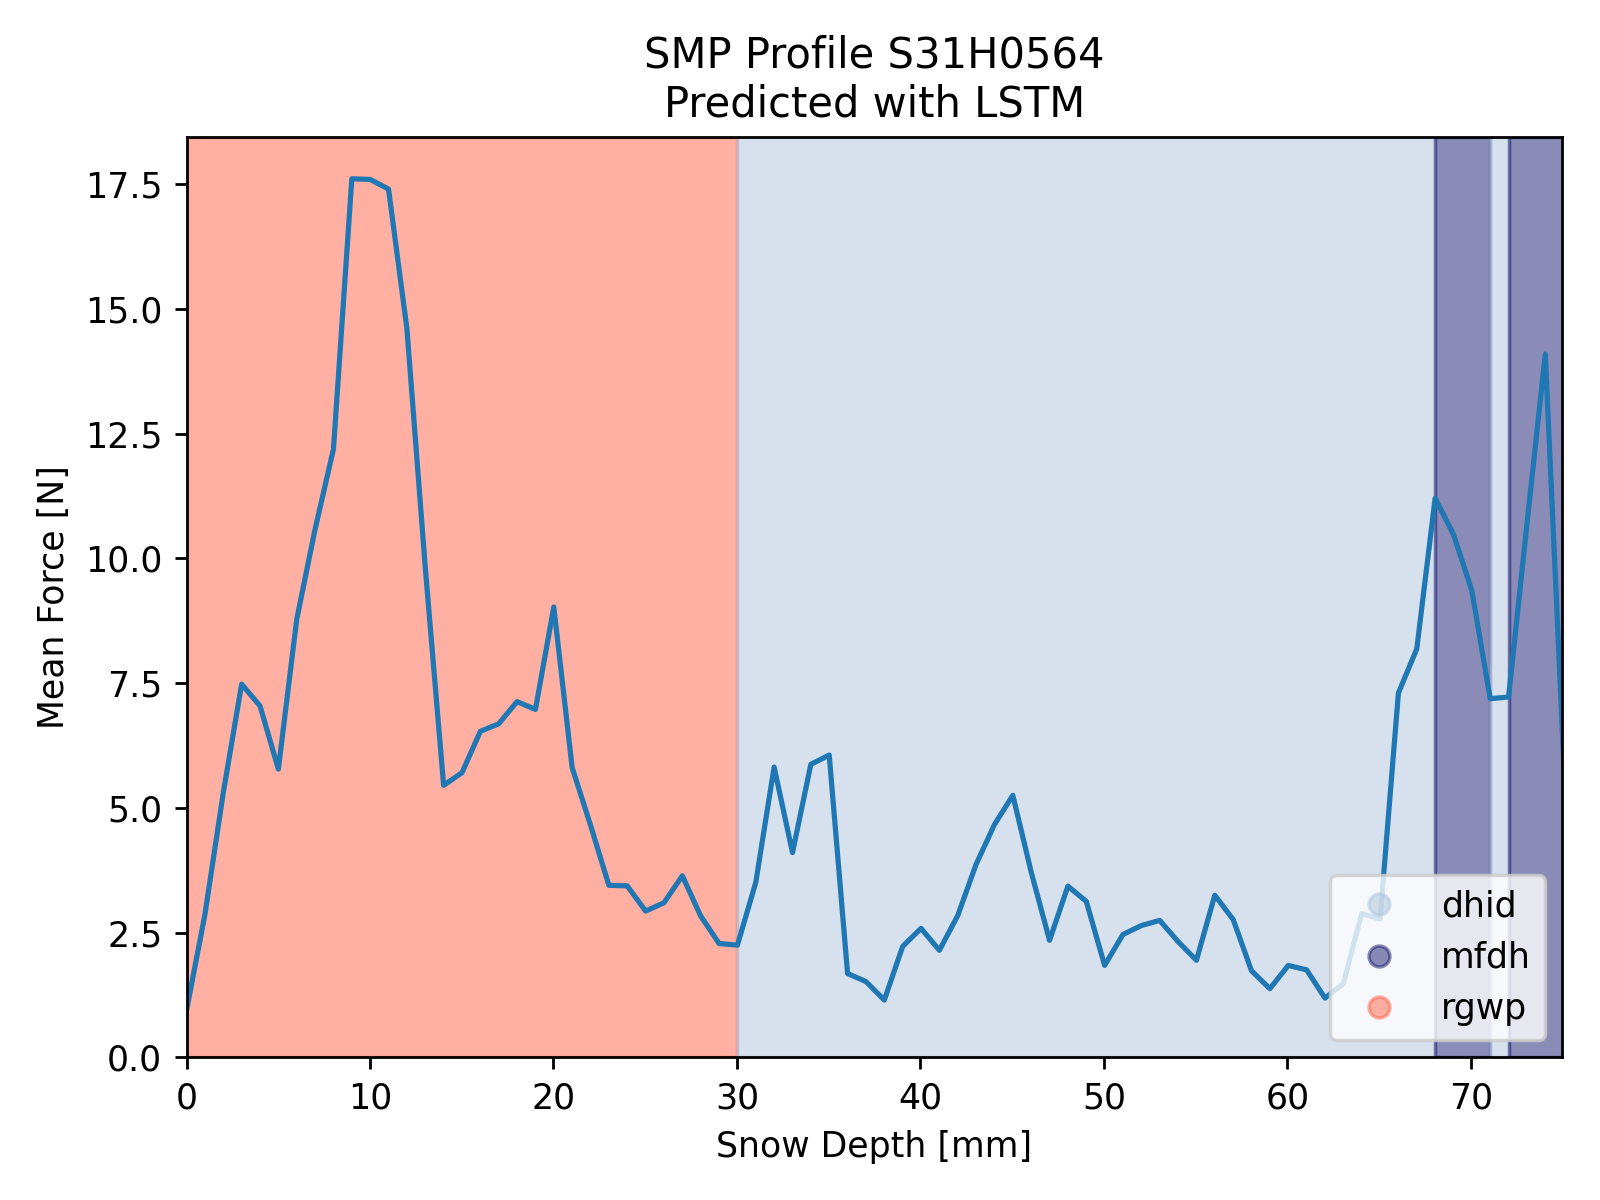 SMP Profile S31H0564
Predicted with LSTM
Mean Force [N]
17.5
15.0
12.5
10.0
7.5
5.0
2.5
0.0
dhid
mfdh
rgwp
0 10 20 30 40 50 60 70
Snow Depth [mm]